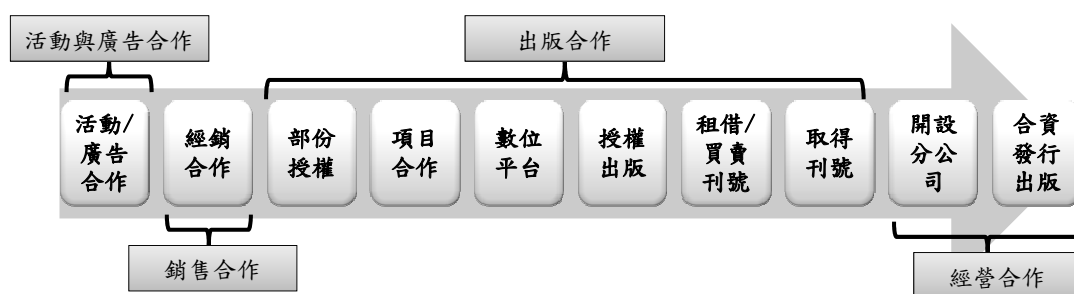 活動與廣告合作
出版合作
活動/
廣告
合作
經銷
合作
部份
授權
項目
合作
數位
平台
授權
出版
租借/
買賣
刊號
取得
刊號
開設
分公
司
合資
發行
出版
銷售合作
經營合作